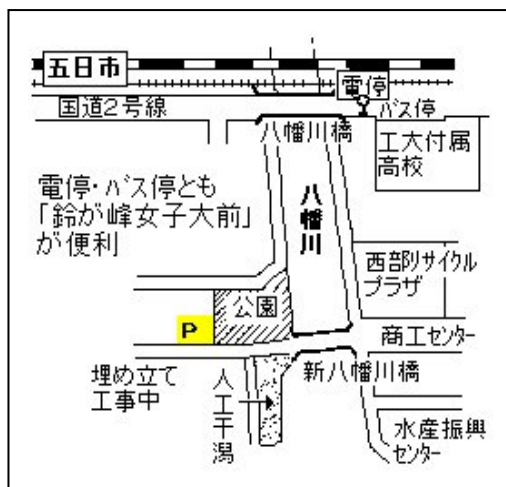 五日市
電停
国道2号線
バス停
八幡川橋
工大付属
高校
電停・バス停とも
「鈴が峰女子大前」
が便利
八幡川
西部リサイクル
プラザ
公園
P
商工センター
埋め立て
工事中
人工干潟
新八幡川橋
水産振興
センター